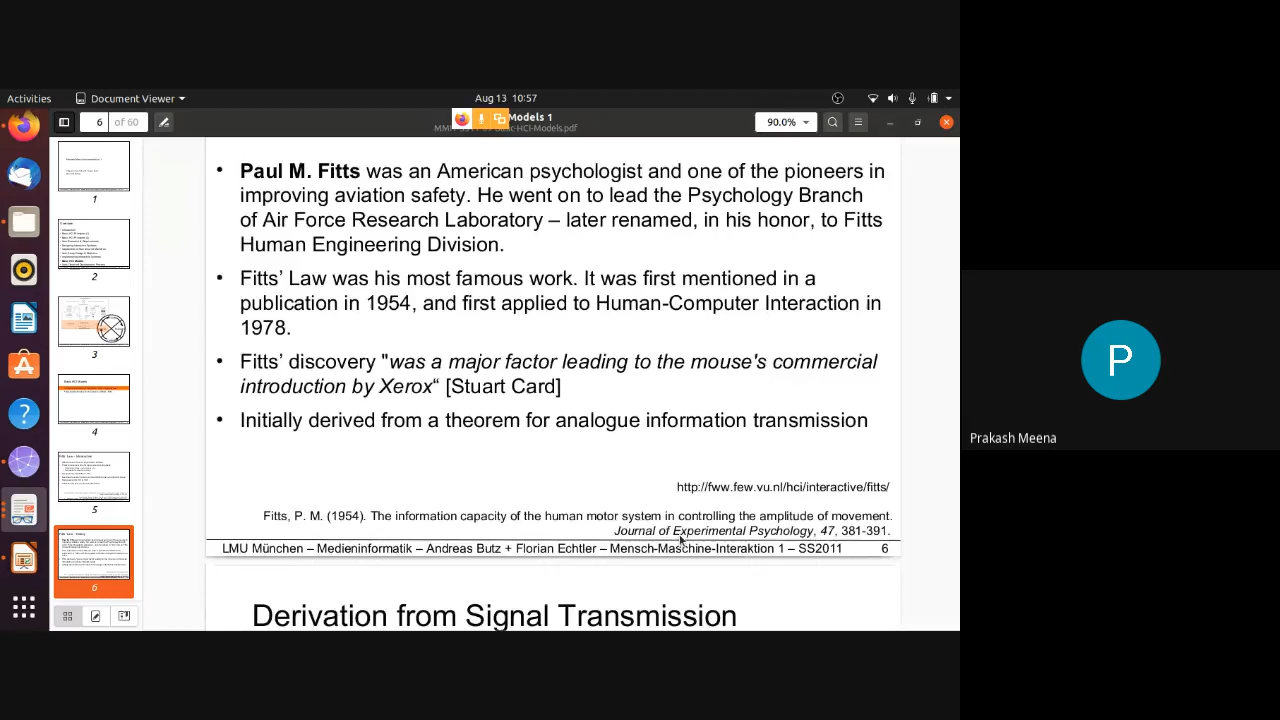 Activities
Document Viewer
Aug 13 10:57
6
of 60
Models 1
90.0%
1
2
3
4
5
6
• Paul M. Fitts was an American psychologist and one of the pioneers in
improving aviation safety. He went on to lead the Psychology Branch
of Air Force Research Laboratory – later renamed, in his honor, to Fitts
Human Engineering Division.
• Fitts’ Law was his most famous work. It was first mentioned in a
publication in 1954, and first applied to Human-Computer Interaction in
1978.
• Fitts’ discovery "was a major factor leading to the mouse's commercial
introduction by Xerox“ [Stuart Card]
• Initially derived from a theorem for analogue information transmission
http://fww.few.vu.nl/hci/interactive/fitts/
Fitts, P. M. (1954). The information capacity of the human motor system in controlling the amplitude of movement.
Journal of Experimental Psychology, 47, 381-391.
LMU München – Medieninformatik – Andreas Butz + Florian Echtler – Mensch-Maschine-Interaktion 1 – SS2011 6
Derivation from Signal Transmission
P
Prakash Meena